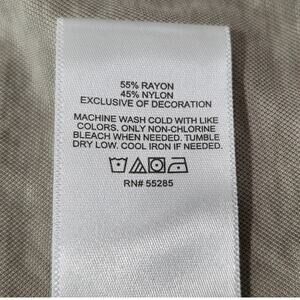 55% RAYON
45% NYLON
EXCLUSIVE OF DECORATION
MACHINE WASH COLD WITH LIKE
COLORS. ONLY NON-CHLORINE
BLEACH WHEN NEEDED. TUMBLE
DRY LOW. COOL IRON IF NEEDED.
RN# 55285